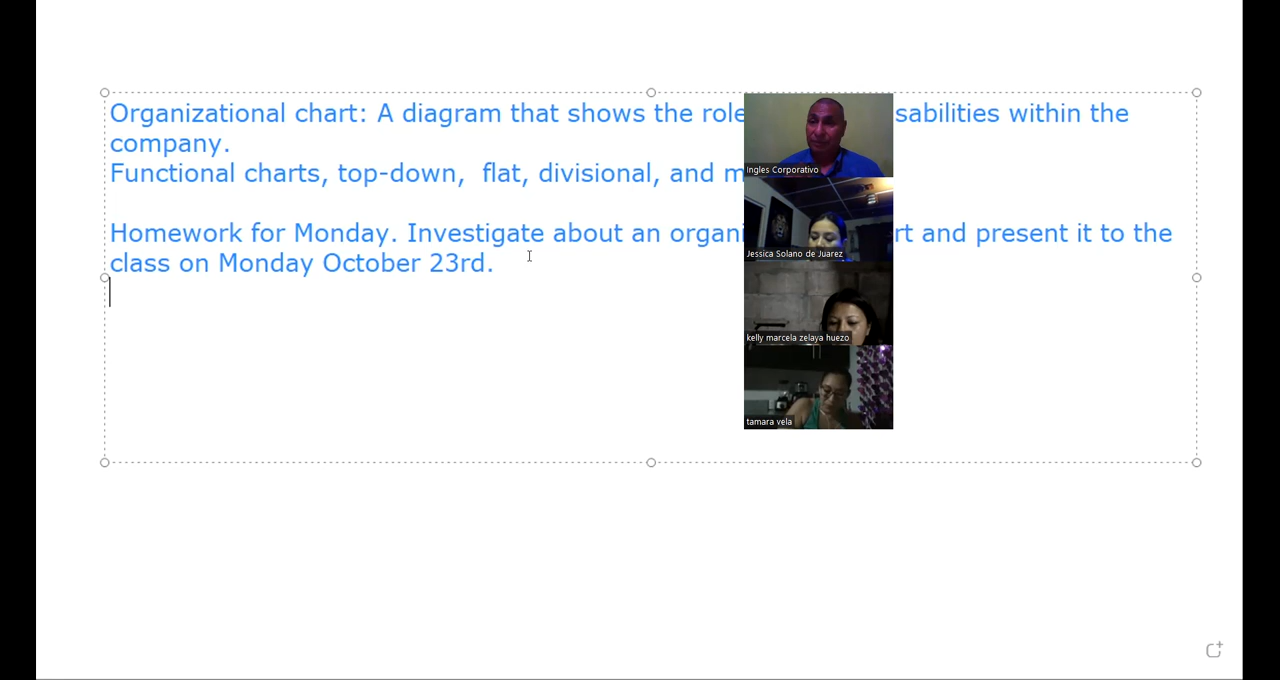 Organizational chart: A diagram that shows the role sabilities within the
company.
Functional charts, top-down, flat, divisional, and m
Homework for Monday. Investigate about an organi rt and present it to the
class on Monday October 23rd.
Ingles Corporativo
Jessica Solano de Juarez
kelly marcela zelaya huezo
tamara vela